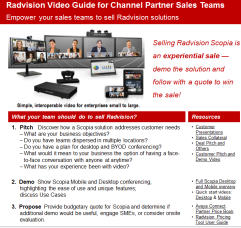 Radvision Video Guide for Channel Partner Sales Teams
Empower your sales teams to sell Radvision solutions
Selling Radvision Scopia is
an experiential sale —
demo the solution and
follow with a quote to win
the sale!
Simple, interoperable video for enterprises small to large.
What your team should do to sell Radvision?
1. Pitch Discover how a Scopia solution addresses customer needs
– What are your business objectives?
– Do you have teams dispersed in multiple locations?
– Do you have a plan for desktop and BYOD conferencing?
– What would it mean to your business the option of having a face-
to-face conversation with anyone at anytime?
– What has your experience been with video?
2. Demo Show Scopia Mobile and Desktop conferencing,
highlighting the ease of use and unique features;
discuss Use Cases
3. Propose Provide budgetary quote for Scopia and determine if
additional demo would be useful, engage SMEs, or consider onsite
evaluation.
Resources
• Customer
Presentations
• Sales Collateral
• Deal Pitch and
Others
• Customer Pitch and
Demo Video
• Full Scopia Desktop
and Mobile overview
• Quick start videos
Desktop & Mobile
• Avaya Connect
Partner Price Book
• Radvision Pricing
Tool User Guide